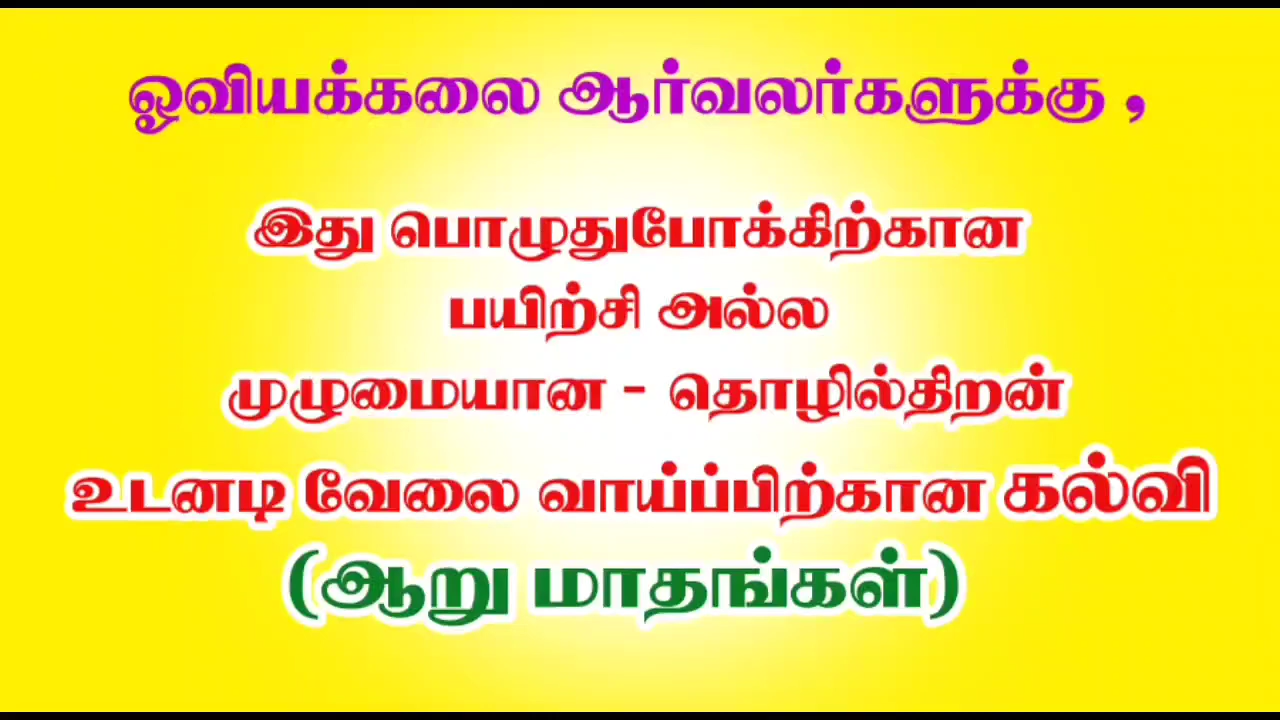 ஓவியக்கலை ஆர்வலர்களுக்கு ,
இது பொழுதுபோக்கிற்கான
பயிற்சி அல்ல
முழுமையான - தொழில்திறன்
உடனடி வேலை வாய்ப்பிற்கான கல்வி
(ஆறு மாதங்கள்)